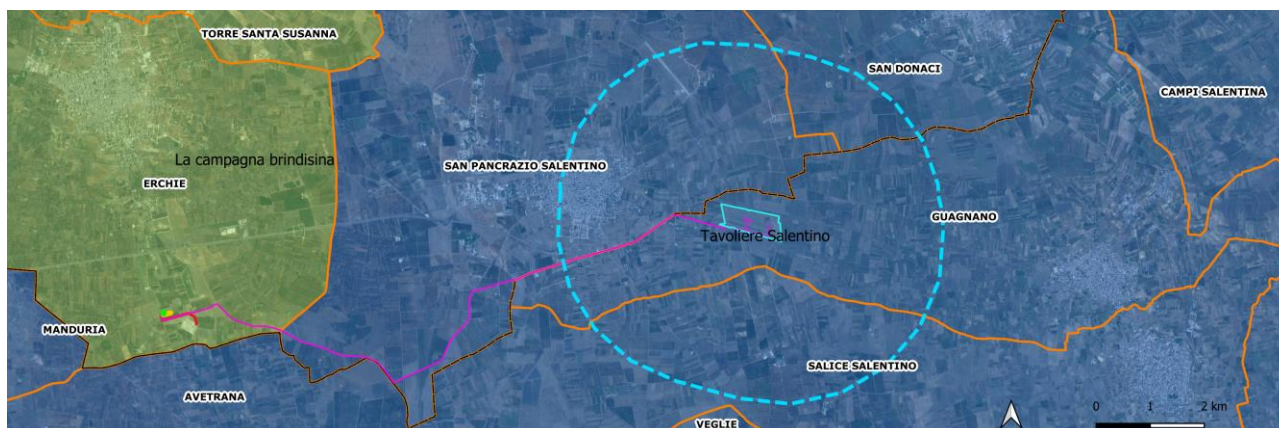 TORRE SANTA SUSANNA
SAN DONACI
CAMPI SALENTINA
La campagna brindisina
SAN PANCRAZIO SALENTINO
ERCHIE
GUAGNANO
Tavoliere Salentino
MANDURIA
SALICE SALENTINO
AVETRANA
0 1 2 km
VEGLIE